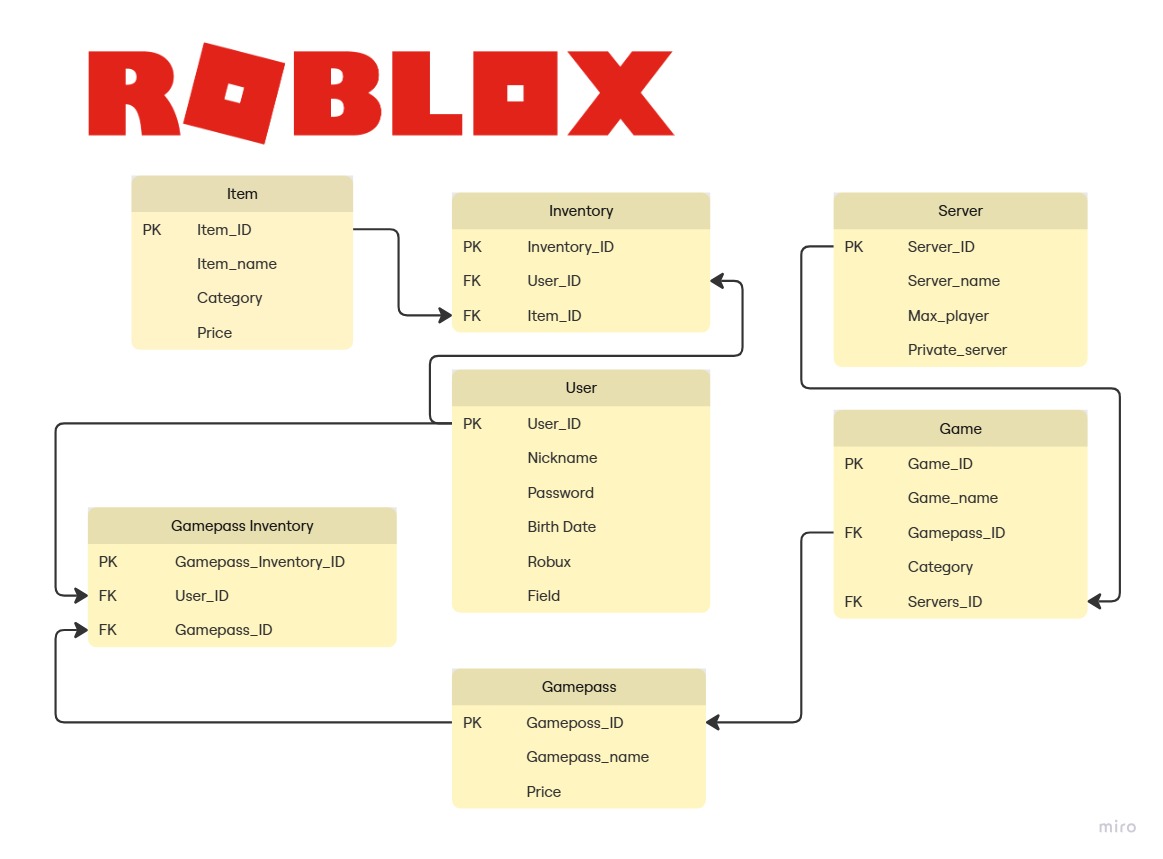 ROBLOX
Item
PK Item_ID
Item_name
Category
Price
Inventory
PK Inventory_ID
FK User_ID
FK Item_ID
Server
PK Server_ID
Server_name
Max_player
Private_server
User
PK User_ID
Nickname
Password
Birth Date
Robux
Field
Game
PK Game_ID
Game_name
FK Gamepass_ID
Category
FK Servers_ID
Gamepass Inventory
PK Gamepass_Inventory_ID
FK User_ID
FK Gamepass_ID
Gamepass
PK Gameposs_ID
Gamepass_name
Price
miro